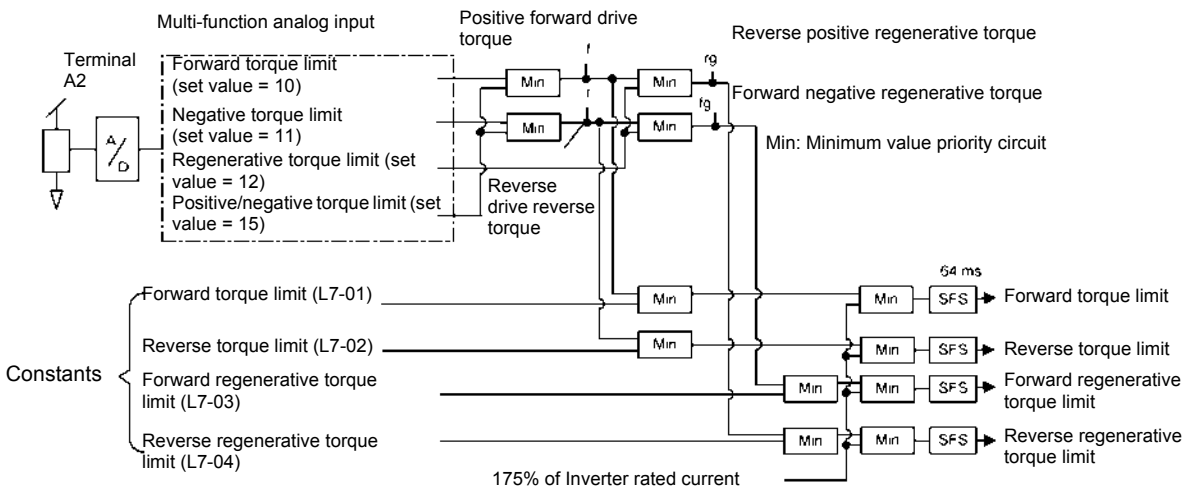 Multi-function analog input
Positive forward drive
torque
Reverse positive regenerative torque
Terminal
A2
Forward torque limit
(set value = 10)
f
rg
Min
Min
Forward negative regenerative torque
Negative torque limit
(set value = 11)
r
fg
Min
Min
A/D
Min: Minimum value priority circuit
Regenerative torque limit (set
value = 12)
Positive/negative torque limit (set
value = 15)
Reverse
drive reverse
torque
64 ms
Constants
Forward torque limit (L7-01)
Min
Min
SFS
Forward torque limit
Reverse torque limit (L7-02)
Min
Min
SFS
Reverse torque limit
Forward regenerative torque
limit (L7-03)
Min
Min
SFS
Forward regenerative
torque limit
Reverse regenerative torque
limit (L7-04)
Min
Min
SFS
Reverse regenerative
torque limit
175% of Inverter rated current